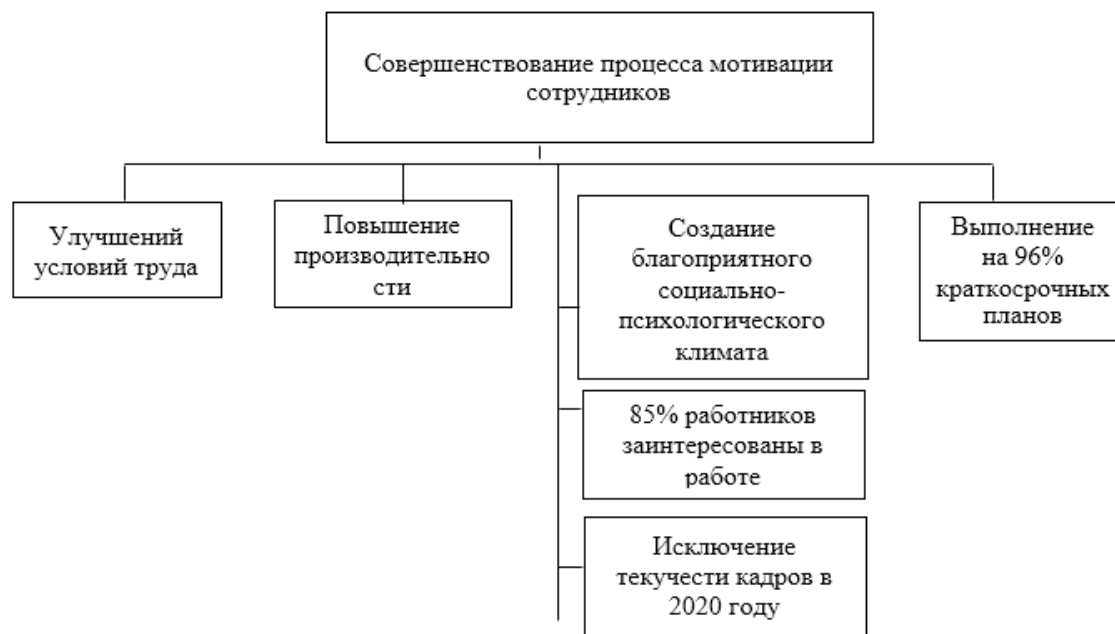 Совершенствование процесса мотивации
сотрудников
Улучшений
условий труда
Повышение
производительно
сти
Создание
благоприятного
социально-
психологического
климата
Выполнение
на 96%
краткосрочных
планов
85% работников
заинтересованы в
работе
Исключение
текучести кадров в
2020 году